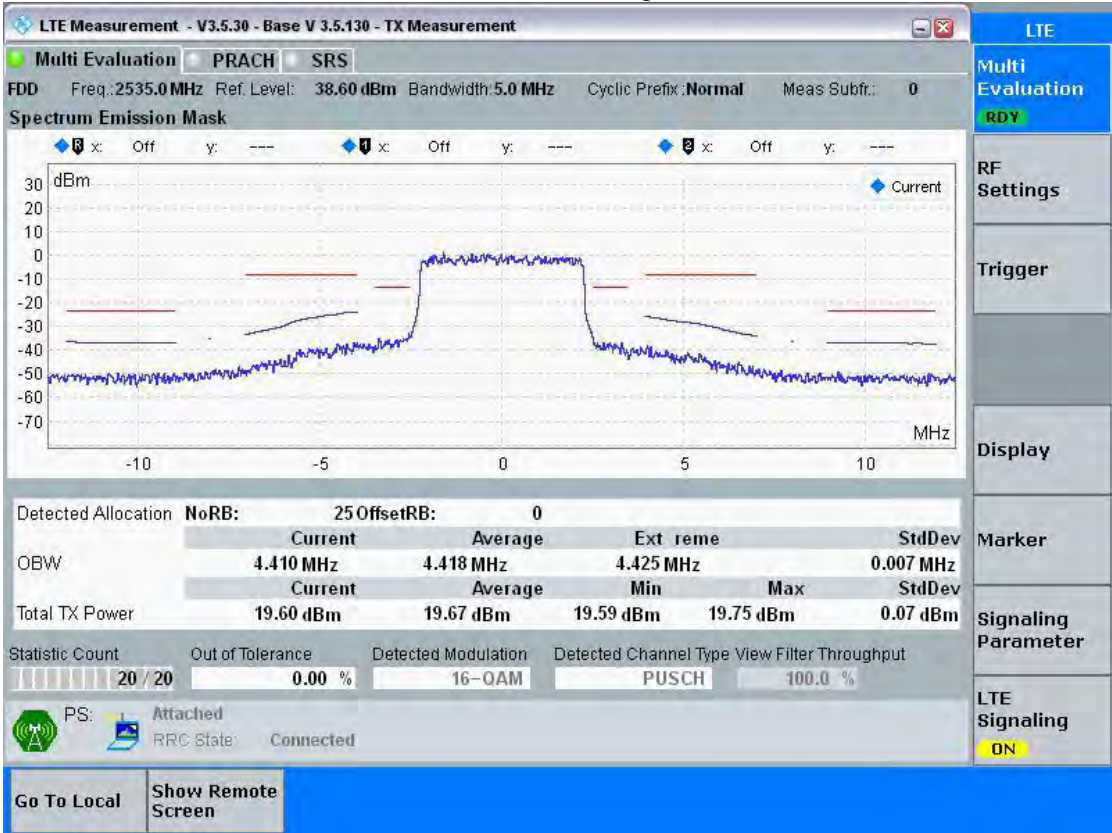 LTE Measurement - V3.5.30 - Base V 3.5.130 - TX Measurement
LTE
Multi Evaluation PRACH SRS
Multi Evaluation
RDY
FDD Freq.:2535.0 MHz Ref. Level: 38.60 dBm Bandwidth:5.0 MHz Cyclic Prefix :Normal Meas Subfr.: 0
Spectrum Emission Mask
R x: Off y: --- 1 x: Off y: --- 2 x: Off y: ---
RF Settings
dBm
Current
30
20
10
0
-10
-20
-30
-40
-50
-60
-70
MHz
-10 -5 0 5 10
Trigger
Display
Detected Allocation NoRB: 25 OffsetRB: 0
Current Average Ext reme StdDev
OBW 4.410 MHz 4.418 MHz 4.425 MHz 0.007 MHz
Current Average Min Max StdDev
Total TX Power 19.60 dBm 19.67 dBm 19.59 dBm 19.75 dBm 0.07 dBm
Marker
Signaling Parameter
Statistic Count Out of Tolerance Detected Modulation Detected Channel Type View Filter Throughput
20 / 20 0.00 % 16-QAM PUSCH 100.0 %
PS: Attached
RRC State: Connected
LTE Signaling
ON
Go To Local
Show Remote Screen